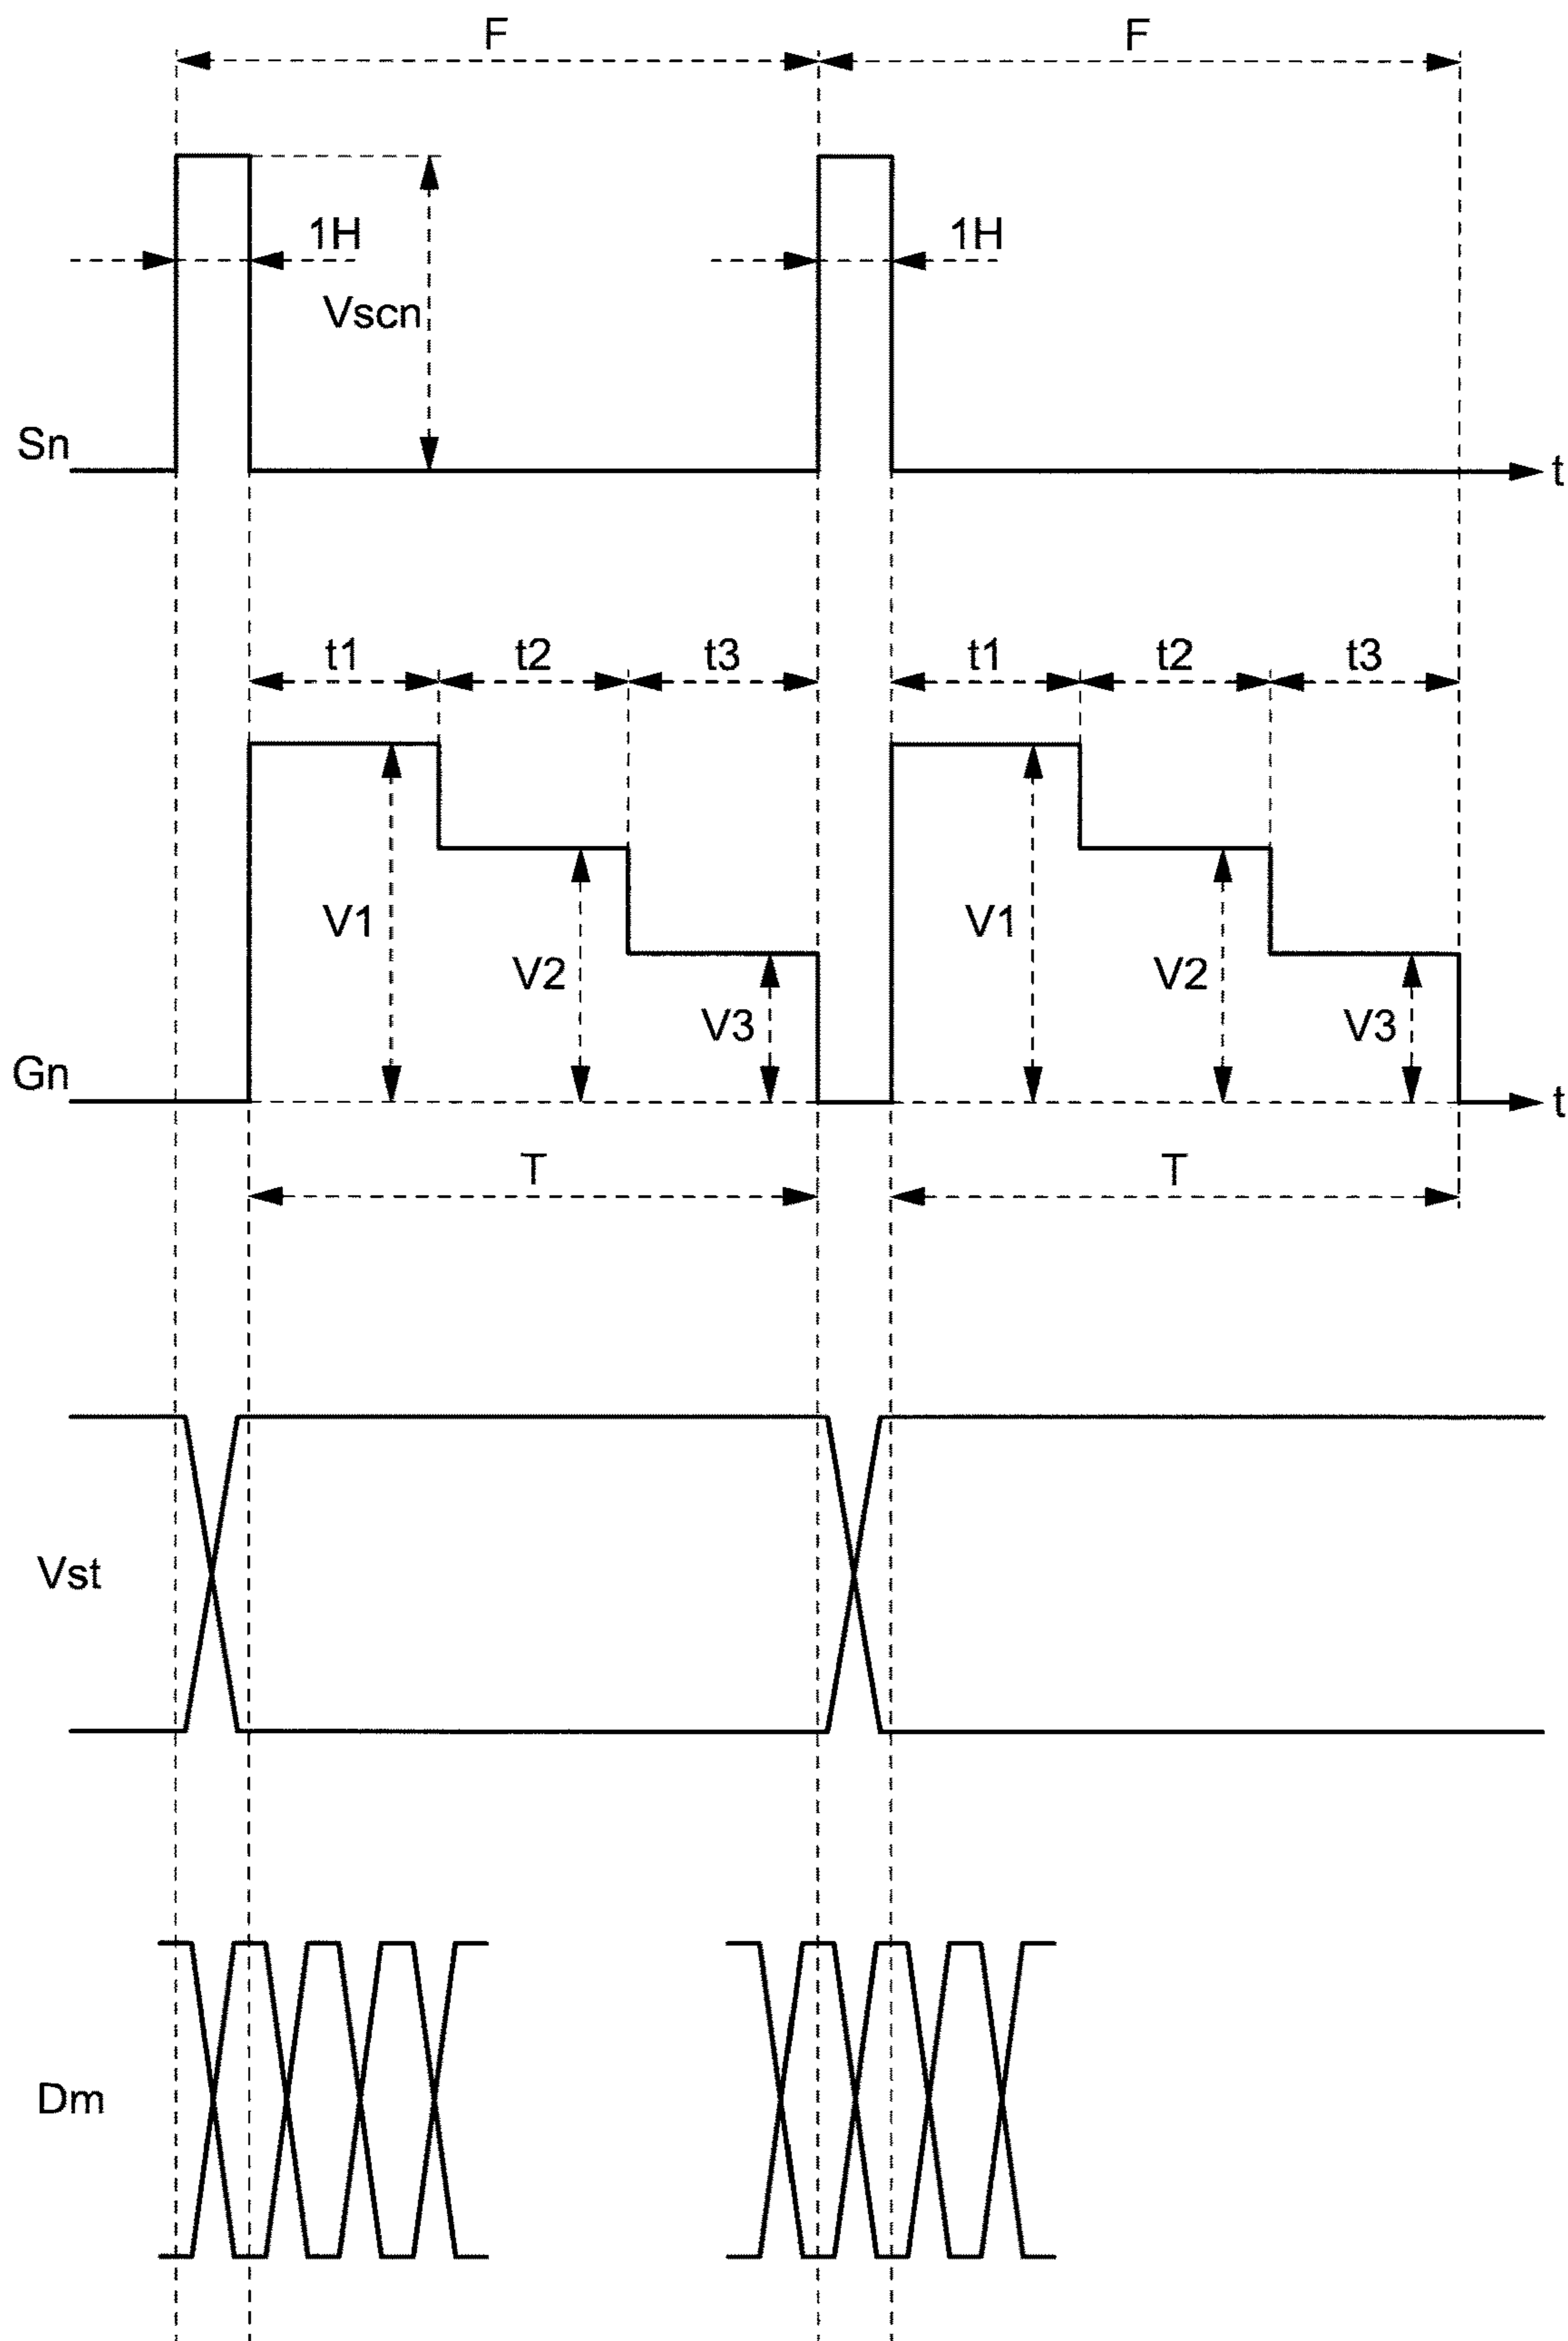 F F
1H 1H
Vscn
Sn t
t1 t2 t3 t1 t2 t3
V1 V1
V2 V2
V3 V3
Gn t
T T
Vst
Dm